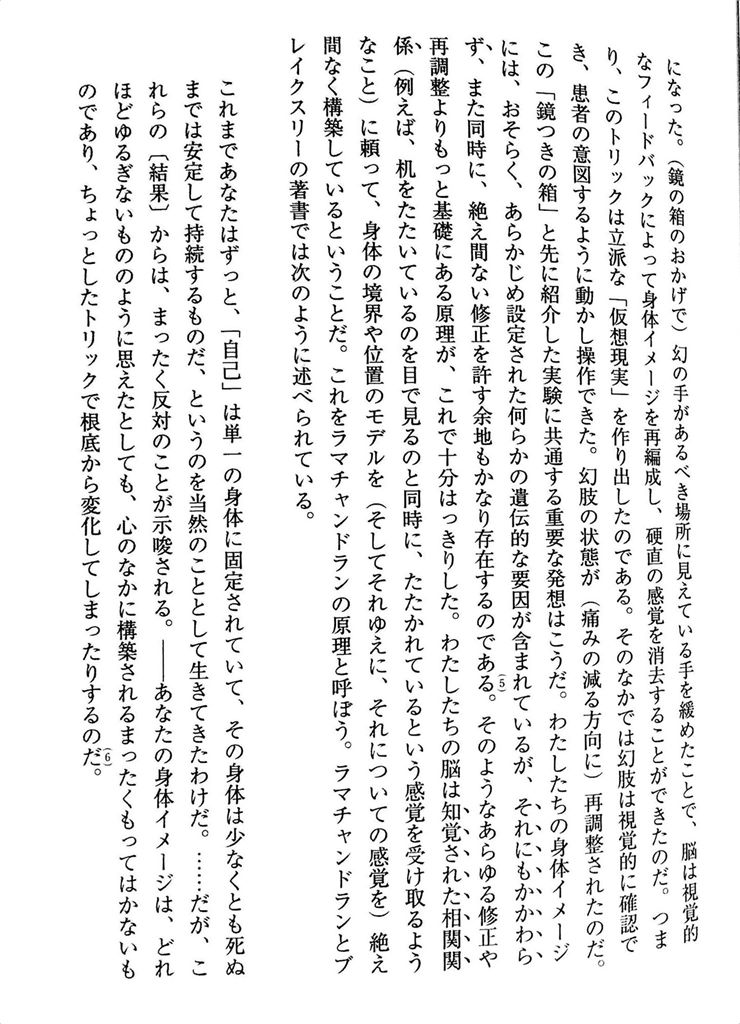 になった。（鏡の箱のおかげで）幻の手があるべき場所に見えている手を緩めたことで、脳は視覚的
なフィードバックによって身体イメージを再編成し、硬直の感覚を消去することができたのだ。つま
り、このトリックは立派な「仮想現実」を作り出したのである。そのなかでは幻肢は視覚的に確認で
き、患者の意図するように動かし操作できた。幻肢の状態が（痛みの減る方向に）再調整されたのだ。
この「鏡つきの箱」と先に紹介した実験に共通する重要な発想はこうだ。わたしたちの身体イメージ
には、おそらく、あらかじめ設定された何らかの遺伝的な要因が含まれているが、それにもかかわら
ず、また同時に、絶え間ない修正を許す余地もかなり存在するのである。(5)そのようなあらゆる修正や
再調整よりもっと基礎にある原理が、これで十分はっきりした。わたしたちの脳は知覚された相関関
係（例えば、机をたたいているのを目で見るのと同時に、たたかれているという感覚を受け取るよう
なこと）に頼って、身体の境界や位置のモデルを（そしてそれゆえに、それについての感覚を）絶え
間なく構築しているということだ。これをラマチャンドランの原理と呼ぼう。ラマチャンドランとブ
レイクスリーの著書では次のように述べられている。
これまであなたはずっと、「自己」は単一の身体に固定されていて、その身体は少なくとも死ぬ
までは安定して持続するものだ、というのを当然のこととして生きてきたわけだ。……だが、こ
れらの〔結果〕からは、まったく反対のことが示唆される。――あなたの身体イメージは、どれ
ほどゆるぎないもののように思えたとしても、心のなかに構築されるまったくもってはかないも
のであり、ちょっとしたトリックで根底から変化してしまったりするのだ。(6)